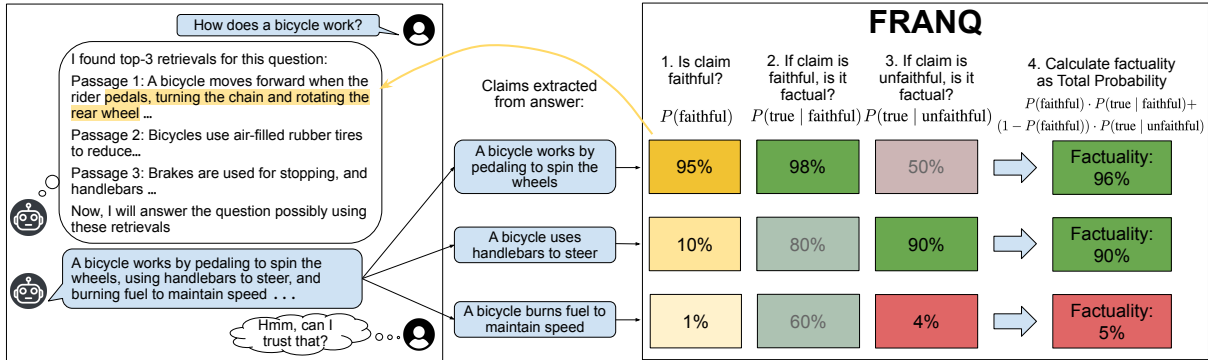 How does a bicycle work?
I found top-3 retrievals for this question:
Passage 1: A bicycle moves forward when the
rider pedals, turning the chain and rotating the
rear wheel ...
Passage 2: Bicycles use air-filled rubber tires
to reduce...
Passage 3: Brakes are used for stopping, and
handlebars ...
Now, I will answer the question possibly using
these retrievals
A bicycle works by pedaling to spin the
wheels, using handlebars to steer, and
burning fuel to maintain speed . . .
Hmm, can I
trust that?
Claims extracted
from answer:
A bicycle works by
pedaling to spin the
wheels
A bicycle uses
handlebars to steer
A bicycle burns fuel to
maintain speed
FRANQ
1. Is claim
faithful?
P(faithful)
2. If claim is
faithful, is it
factual?
P(true | faithful)
3. If claim is
unfaithful, is it
factual?
P(true | unfaithful)
4. Calculate factuality
as Total Probability
P(faithful) · P(true | faithful)+
(1 − P(faithful)) · P(true | unfaithful)
95%
98%
50%
Factuality:
96%
10%
80%
90%
Factuality:
90%
1%
60%
4%
Factuality:
5%